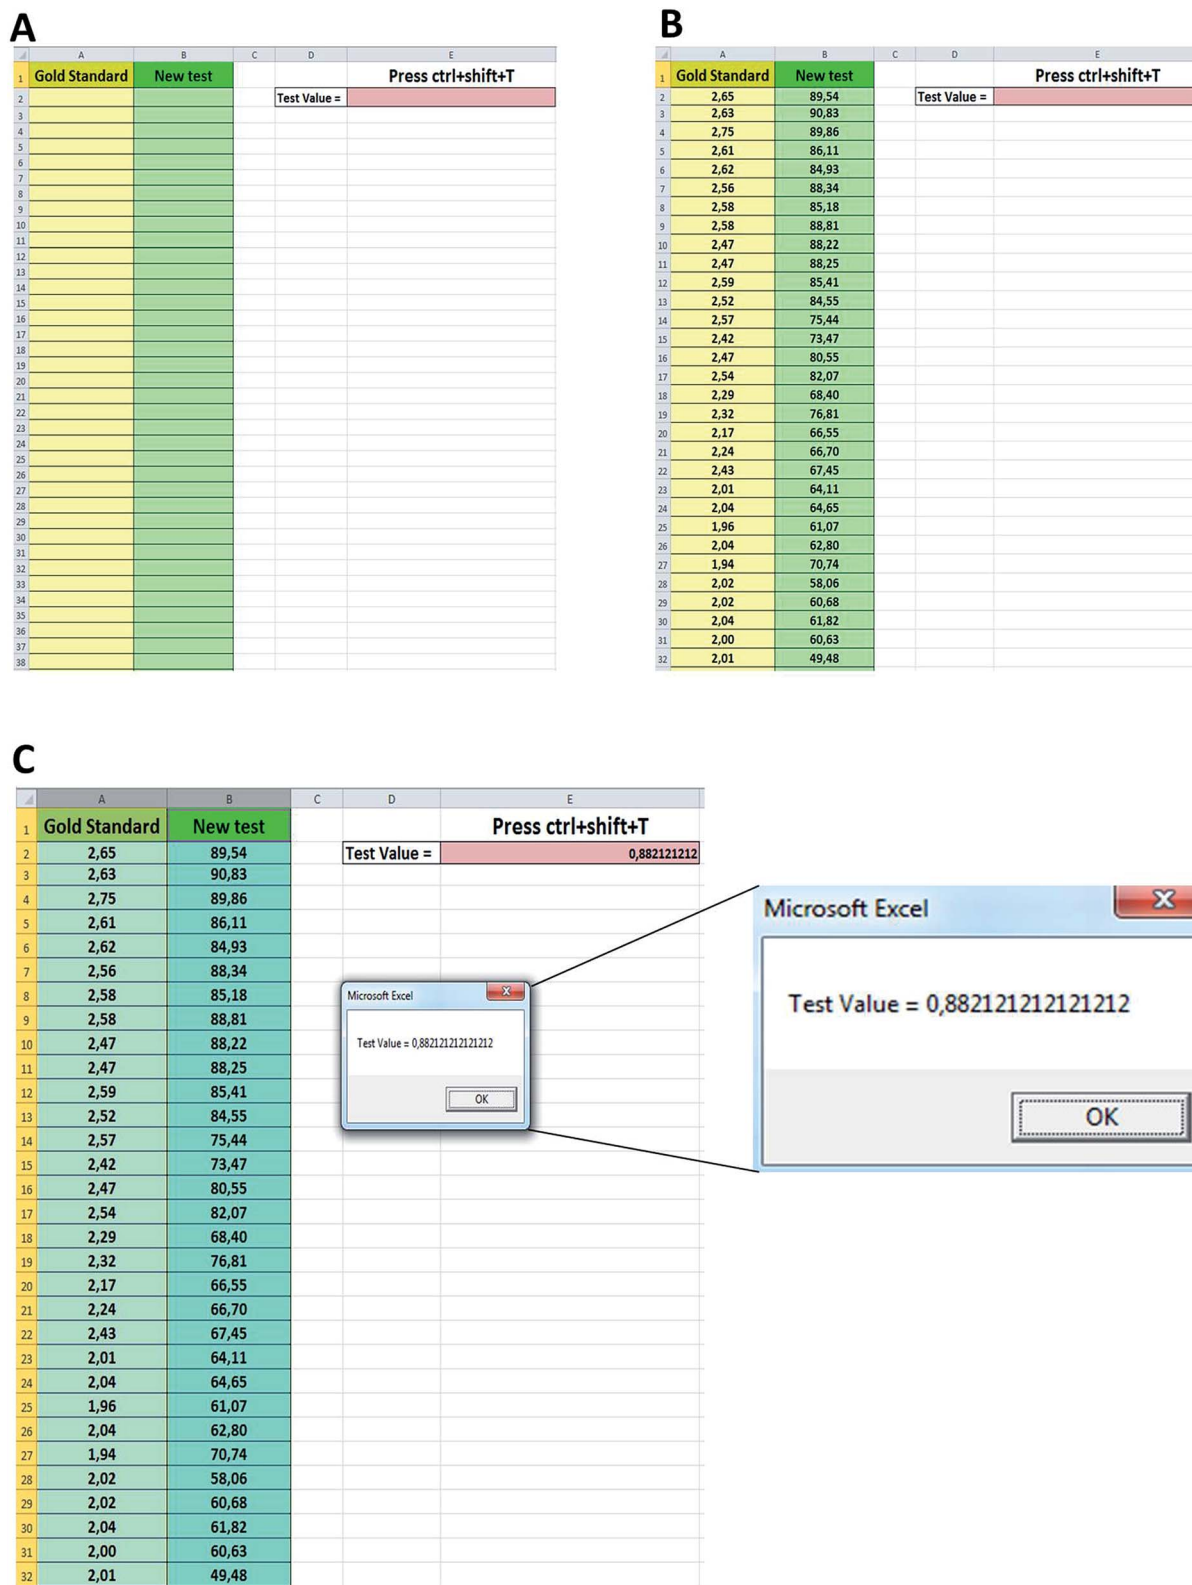 A
A B C D E
1 Gold Standard New test Press ctrl+shift+T
2 Test Value =
3
4
5
6
7
8
9
10
11
12
13
14
15
16
17
18
19
20
21
22
23
24
25
26
27
28
29
30
31
32
33
34
35
36
37
38
B
A B C D E
1 Gold Standard New test Press ctrl+shift+T
2 2,65 89,54 Test Value =
3 2,63 90,83
4 2,75 89,86
5 2,61 86,11
6 2,62 84,93
7 2,56 88,34
8 2,58 85,18
9 2,58 88,81
10 2,47 88,22
11 2,47 88,25
12 2,59 85,41
13 2,52 84,55
14 2,57 75,44
15 2,42 73,47
16 2,47 80,55
17 2,54 82,07
18 2,29 68,40
19 2,32 76,81
20 2,17 66,55
21 2,24 66,70
22 2,43 67,45
23 2,01 64,11
24 2,04 64,65
25 1,96 61,07
26 2,04 62,80
27 1,94 70,74
28 2,02 58,06
29 2,02 60,68
30 2,04 61,82
31 2,00 60,63
32 2,01 49,48
C
A B C D E
1 Gold Standard New test Press ctrl+shift+T
2 2,65 89,54 Test Value = 0,882121212
3 2,63 90,83
4 2,75 89,86
5 2,61 86,11
6 2,62 84,93
7 2,56 88,34
8 2,58 85,18
9 2,58 88,81
10 2,47 88,22
11 2,47 88,25
12 2,59 85,41
13 2,52 84,55
14 2,57 75,44
15 2,42 73,47
16 2,47 80,55
17 2,54 82,07
18 2,29 68,40
19 2,32 76,81
20 2,17 66,55
21 2,24 66,70
22 2,43 67,45
23 2,01 64,11
24 2,04 64,65
25 1,96 61,07
26 2,04 62,80
27 1,94 70,74
28 2,02 58,06
29 2,02 60,68
30 2,04 61,82
31 2,00 60,63
32 2,01 49,48
Microsoft Excel
Test Value = 0,882121212121212
OK
Microsoft Excel
Test Value = 0,882121212121212
OK